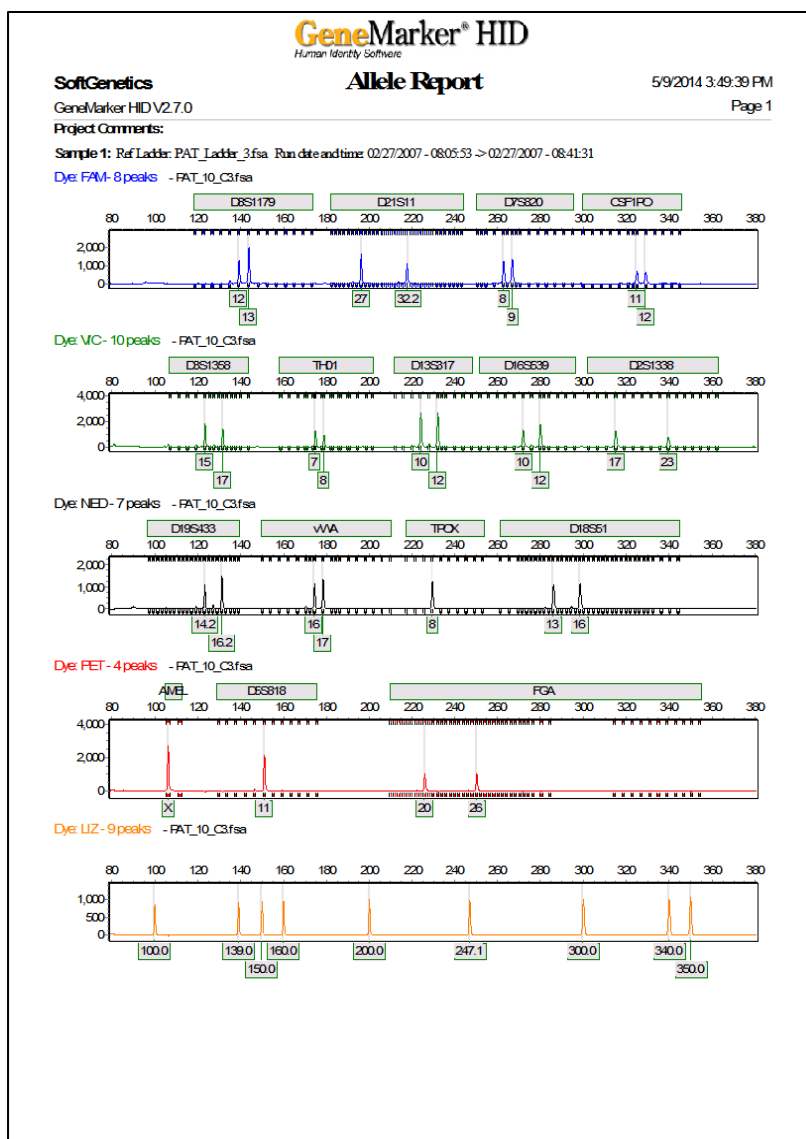 GeneMarker® HID
Human Identity Software
SoftGenetics Allele Report 5/9/2014 3:49:39 PM
GeneMarker HID V2.7.0 Page 1
Project Comments:
Sample 1: Ref Ladder: PAT_Ladder_3.fsa Run date and time: 02/27/2007 - 08:05:53 -> 02/27/2007 - 08:41:31
Dye: FAM - 8 peaks - PAT_10_C3.fsa
D8S1179 D21S11 D7S820 CSF1PO
80 100 120 140 160 180 200 220 240 260 280 300 320 340 360 380
2,000
1,000
0
12 27 32.2 8 11
13 9 12
Dye: VIC - 10 peaks - PAT_10_C3.fsa
D3S1358 TH01 D13S317 D16S539 D2S1338
80 100 120 140 160 180 200 220 240 260 280 300 320 340 360 380
4,000
2,000
0
15 7 10 10 17 23
17 8 12 12
Dye: NED - 7 peaks - PAT_10_C3.fsa
D19S433 vWA TPOX D18S51
80 100 120 140 160 180 200 220 240 260 280 300 320 340 360 380
2,000
1,000
0
14.2 16 8 13 16
16.2 17
Dye: PET - 4 peaks - PAT_10_C3.fsa
AMEL D5S818 FGA
80 100 120 140 160 180 200 220 240 260 280 300 320 340 360 380
4,000
2,000
0
X 11 20 26
Dye: LIZ - 9 peaks - PAT_10_C3.fsa
80 100 120 140 160 180 200 220 240 260 280 300 320 340 360 380
1,000
500
0
100.0 139.0 160.0 200.0 247.1 300.0 340.0
150.0 350.0